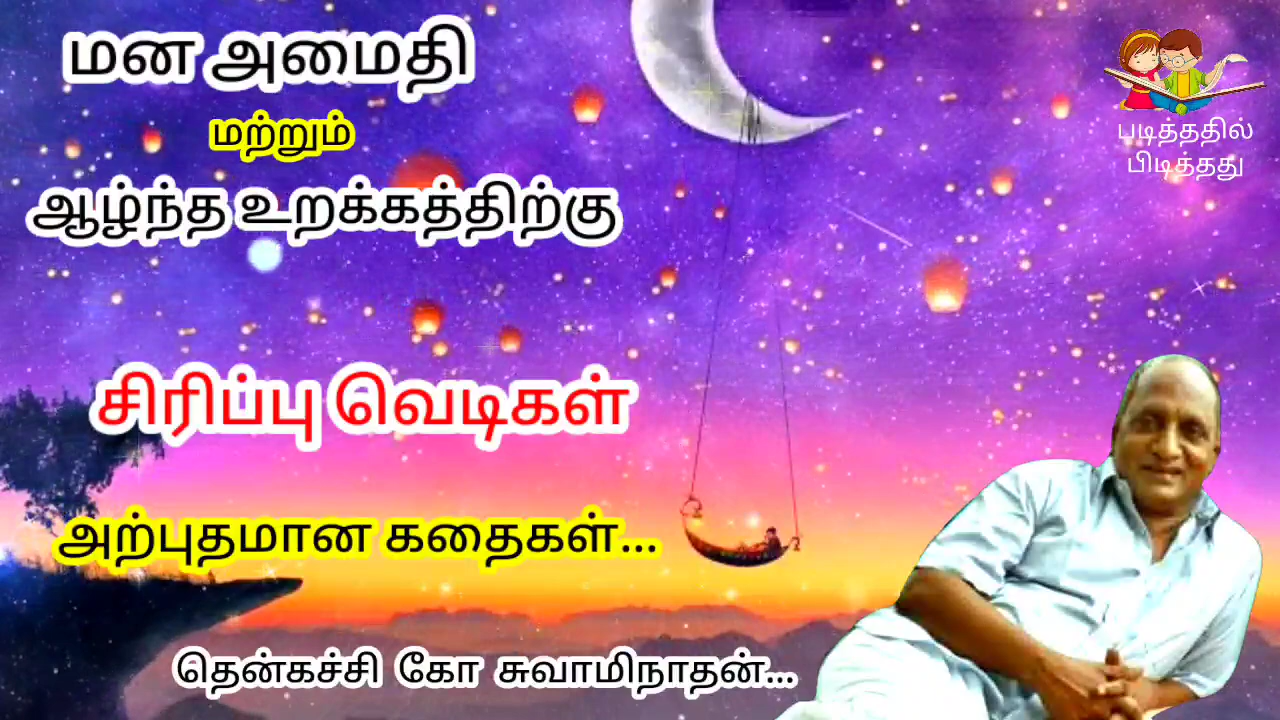 மன அமைதி
மற்றும்
ஆழ்ந்த உறக்கத்திற்கு
சிரிப்பு வெடிகள்
அற்புதமான கதைகள்...
தென்கச்சி கோ சுவாமிநாதன்...
படித்ததில்
பிடித்தது